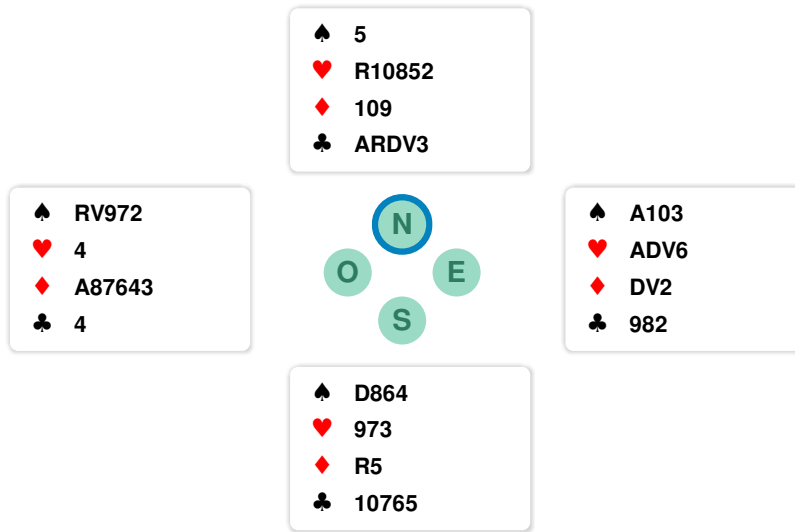 ♠ 5
♥ R10852
♦ 109
♣ ARDV3
♠ RV972
♥ 4
♦ A87643
♣ 4
N
O E
S
♠ A103
♥ ADV6
♦ DV2
♣ 982
♠ D864
♥ 973
♦ R5
♣ 10765